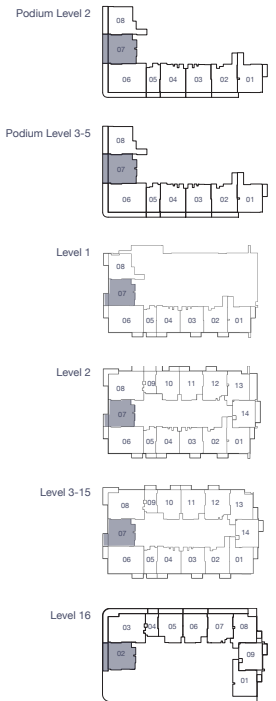 Podium Level 2
08
07
06 05 04 03 02 01
Podium Level 3-5
08
07
06 05 04 03 02 01
Level 1
08
07
06 05 04 03 02 01
Level 2
08 09 10 11 12 13
07 14
06 05 04 03 02 01
Level 3-15
08 09 10 11 12 13
07 14
06 05 04 03 02 01
Level 16
03 04 05 06 07 08
02 09
01